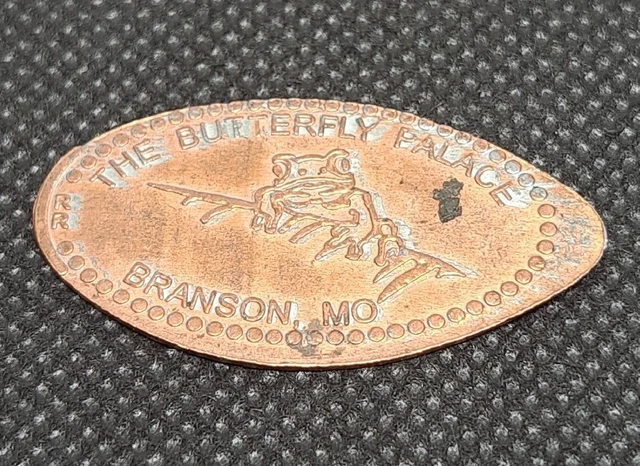 THE BUTTERFLY PALACE
RR
BRANSON, MO